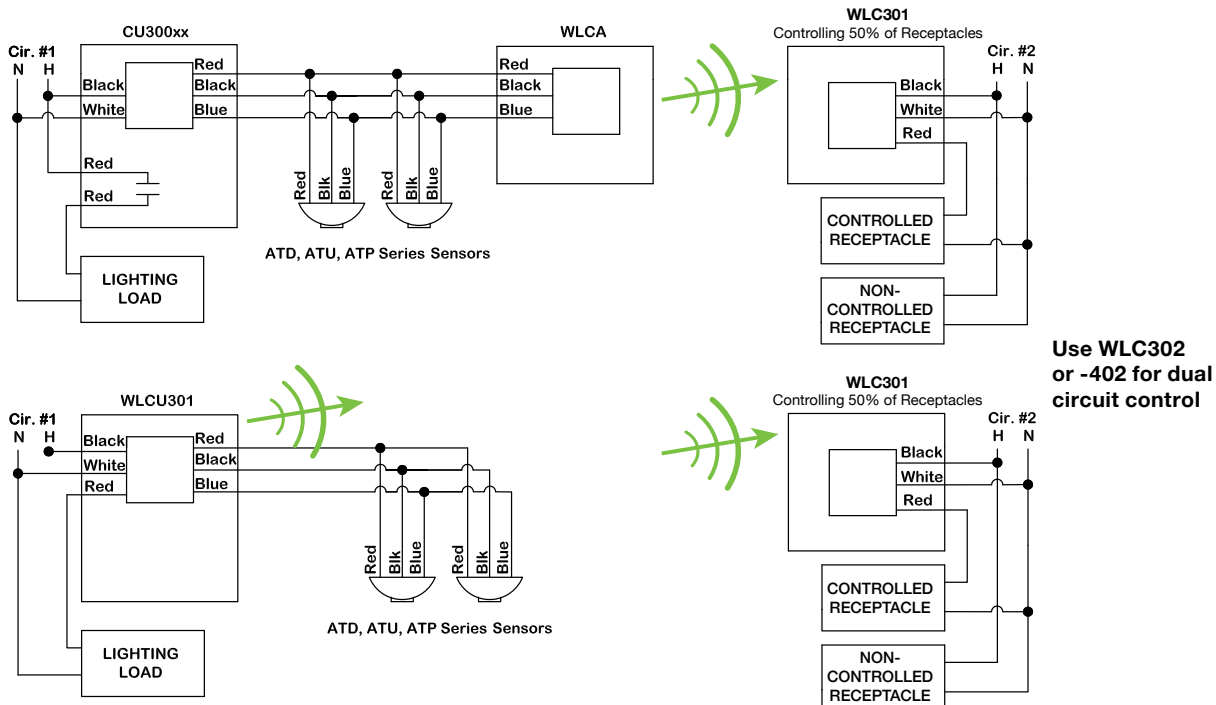 CU300xx
Cir. #1
N H
Black
White
Red
Black
Blue
Red
Red
LIGHTING
LOAD
Red
Blk
Blue
Red
Blk
Blue
ATD, ATU, ATP Series Sensors
WLCA
Red
Black
Blue
WLC301
Controlling 50% of Receptacles
Cir. #2
H N
Black
White
Red
CONTROLLED
RECEPTACLE
NON-
CONTROLLED
RECEPTACLE
Use WLC302
or -402 for dual
circuit control
WLCU301
Cir. #1
N H
Black
White
Red
Red
Black
Blue
LIGHTING
LOAD
Red
Blk
Blue
Red
Blk
Blue
ATD, ATU, ATP Series Sensors
WLC301
Controlling 50% of Receptacles
Cir. #2
H N
Black
White
Red
CONTROLLED
RECEPTACLE
NON-
CONTROLLED
RECEPTACLE